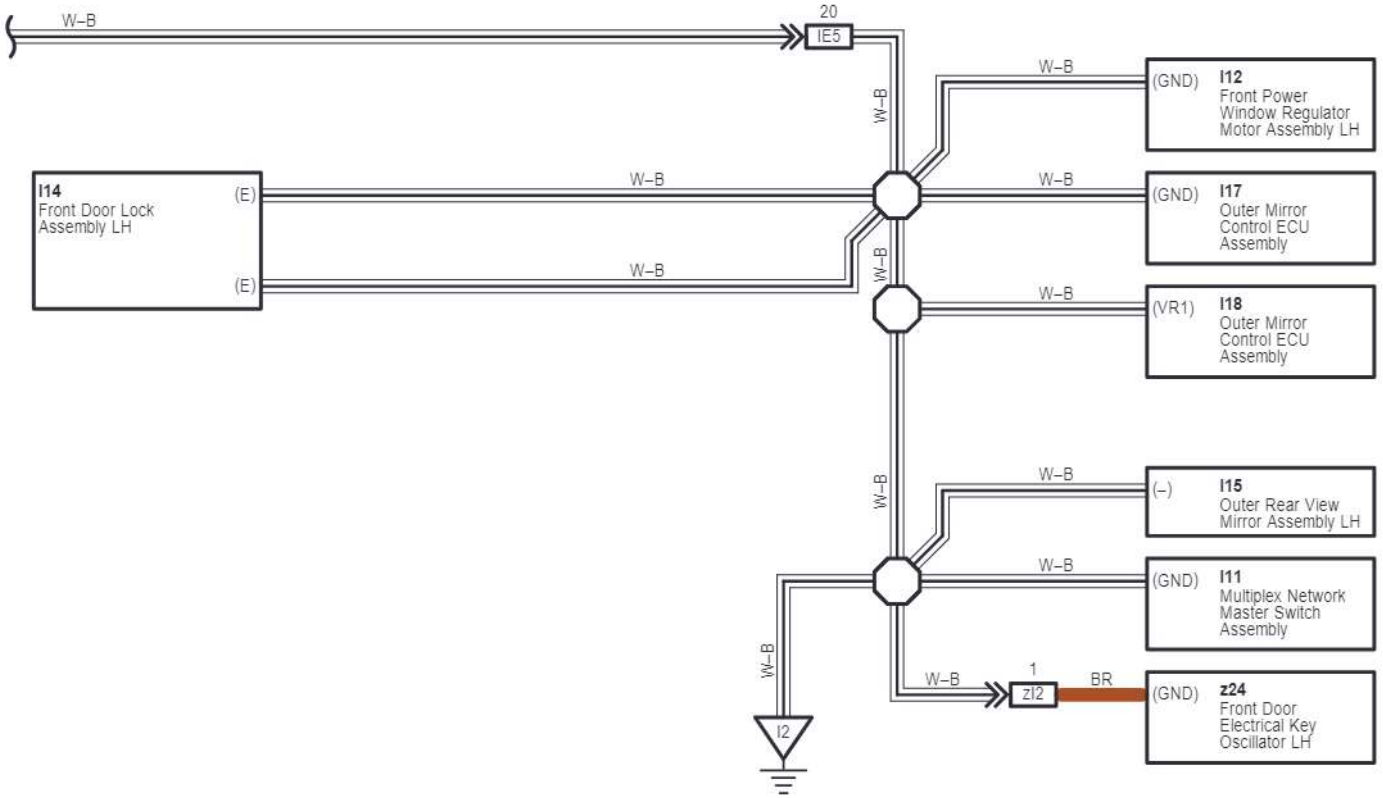 W–B
20
IE5
W–B
W–B
(GND)
I12
Front Power
Window Regulator
Motor Assembly LH
I14
Front Door Lock
Assembly LH
(E)
W–B
W–B
(GND)
I17
Outer Mirror
Control ECU
Assembly
(E)
W–B
W–B
W–B
(VR1)
I18
Outer Mirror
Control ECU
Assembly
W–B
W–B
(–)
I15
Outer Rear View
Mirror Assembly LH
W–B
(GND)
I11
Multiplex Network
Master Switch
Assembly
W–B
I2
W–B
1
zI2
BR
(GND)
z24
Front Door
Electrical Key
Oscillator LH